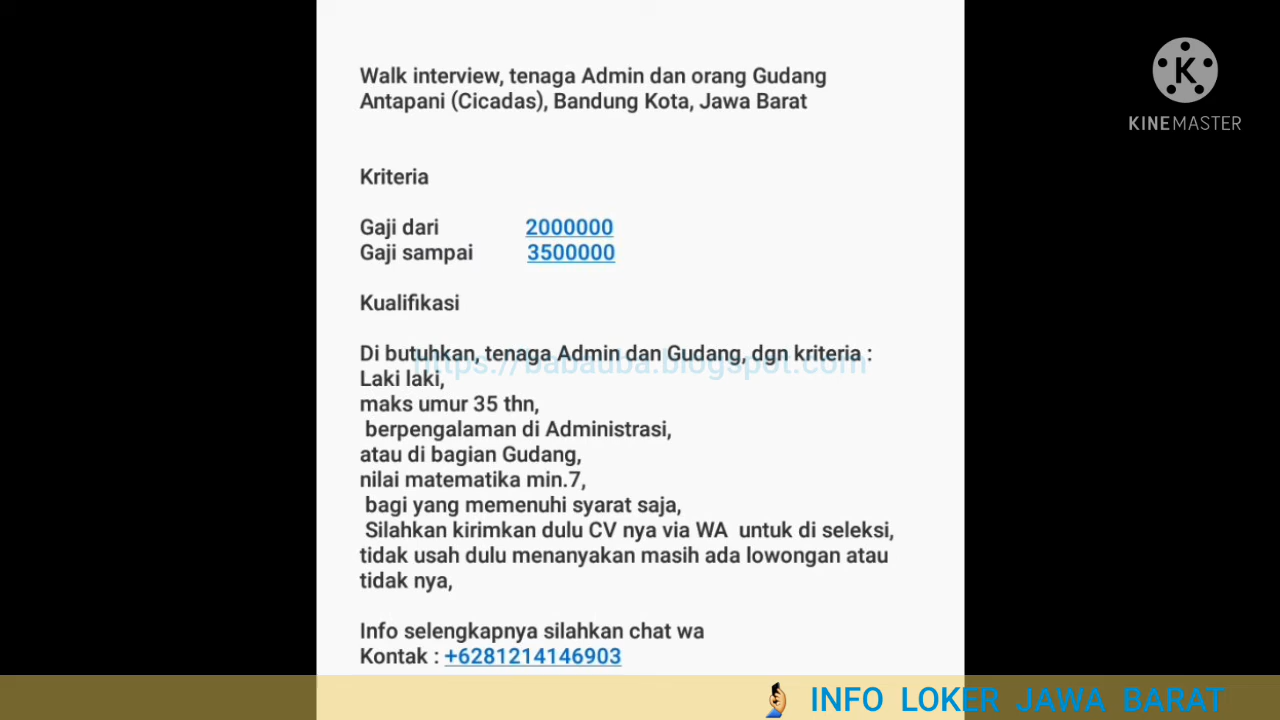 Walk interview, tenaga Admin dan orang Gudang
Antapani (Cicadas), Bandung Kota, Jawa Barat
KINEMASTER
Kriteria
Gaji dari 2000000
Gaji sampai 3500000
Kualifikasi
Di butuhkan, tenaga Admin dan Gudang, dgn kriteria :
https://babauba.blogspot.com
Laki laki,
maks umur 35 thn,
berpengalaman di Administrasi,
atau di bagian Gudang,
nilai matematika min.7,
bagi yang memenuhi syarat saja,
Silahkan kirimkan dulu CV nya via WA untuk di seleksi,
tidak usah dulu menanyakan masih ada lowongan atau
tidak nya,
Info selengkapnya silahkan chat wa
Kontak : +6281214146903
INFO LOKER JAWA BARAT